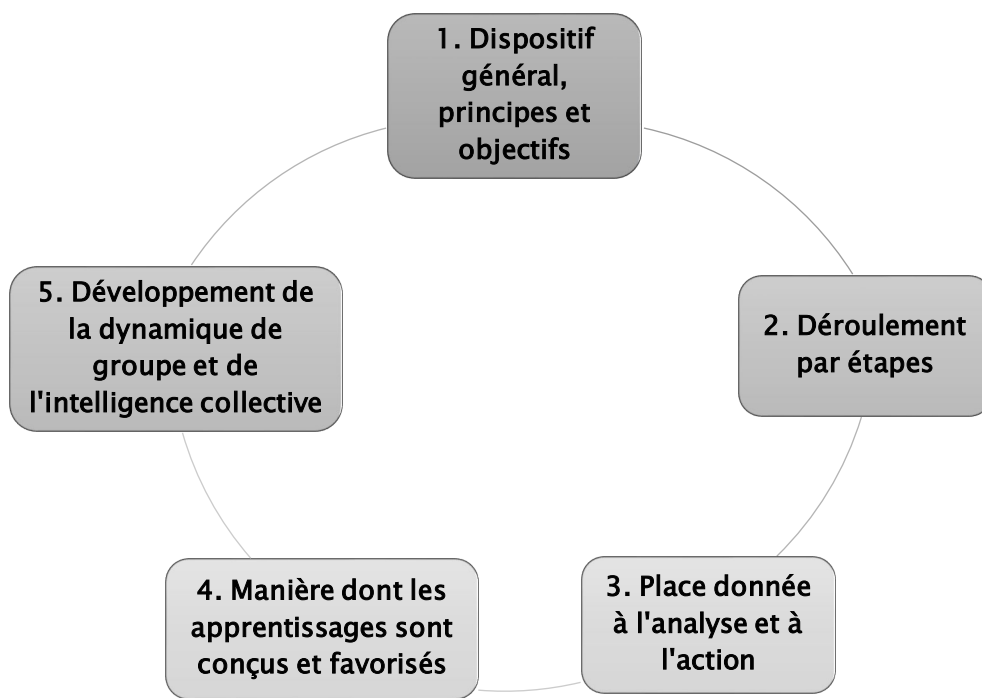 1. Dispositif
général,
principes et
objectifs
2. Déroulement
par étapes
3. Place donnée
à l'analyse et à
l'action
4. Manière dont les
apprentissages sont
conçus et favorisés
5. Développement de
la dynamique de
groupe et de
l'intelligence collective